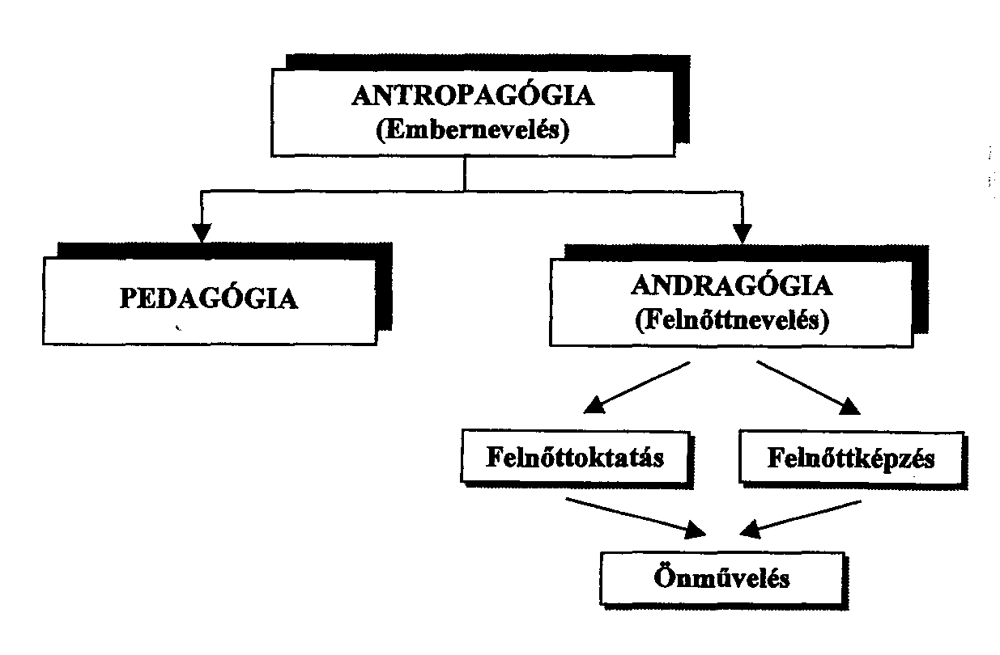 ANTROPAGÓGIA
(Embernevelés)
PEDAGÓGIA
ANDRAGÓGIA
(Felnőttnevelés)
Felnőttoktatás
Felnőttképzés
Önművelés